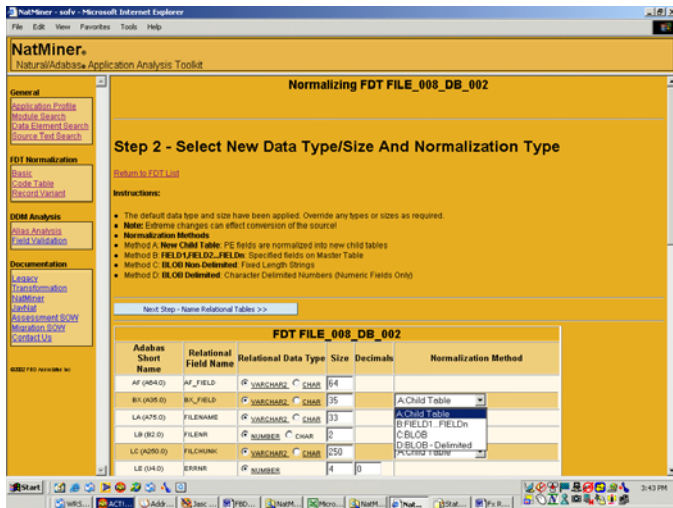 NatMiner - solv - Microsoft Internet Explorer
File Edit View Favorites Tools Help
NatMiner®
Natural/Adabas® Application Analysis Toolkit
General
Application Profile
Module Search
Data Element Search
Source Text Search
FDT Normalization
Basic
Code Table
Record Variant
DDM Analysis
Alias Analysis
Field Validation
Documentation
Legacy
Transformation
NatMiner
JavNat
Assessment SOW
Migration SOW
Contact Us
Normalizing FDT FILE_008_DB_002
Step 2 - Select New Data Type/Size And Normalization Type
Return to FDT List
Instructions:
• The default data type and size have been applied. Override any types or sizes as required.
• Note: Extreme changes can effect conversion of the source!
• Normalization Methods
• Method A: New Child Table: PE fields are normalized into new child tables
• Method B: FIELD1,FIELD2...FIELDn: Specified fields on Master Table
• Method C: BLOB Non-Delimited: Fixed Length Strings
• Method D: BLOB Delimited: Character Delimited Numbers (Numeric Fields Only)
Next Step - Name Relational Tables >>
FDT FILE_008_DB_002
Adabas Short Name Relational Field Name Relational Data Type Size Decimals Normalization Method
AF (A64.0) AF_FIELD VARCHAR2 CHAR 64
BX (A35.0) BX_FIELD VARCHAR2 CHAR 35 A:Child Table
A:Child Table
B:FIELD1...FIELDn
C:BLOB
D:BLOB - Delimited
LA (A75.0) FILENAME VARCHAR2 CHAR 33
LB (B2.0) FILENR NUMBER CHAR 2
LC (A250.0) FILCHUNK VARCHAR2 CHAR 250 A:Child Table
LE (U4.0) ERRNR NUMBER 4 0
Start
3:43 PM